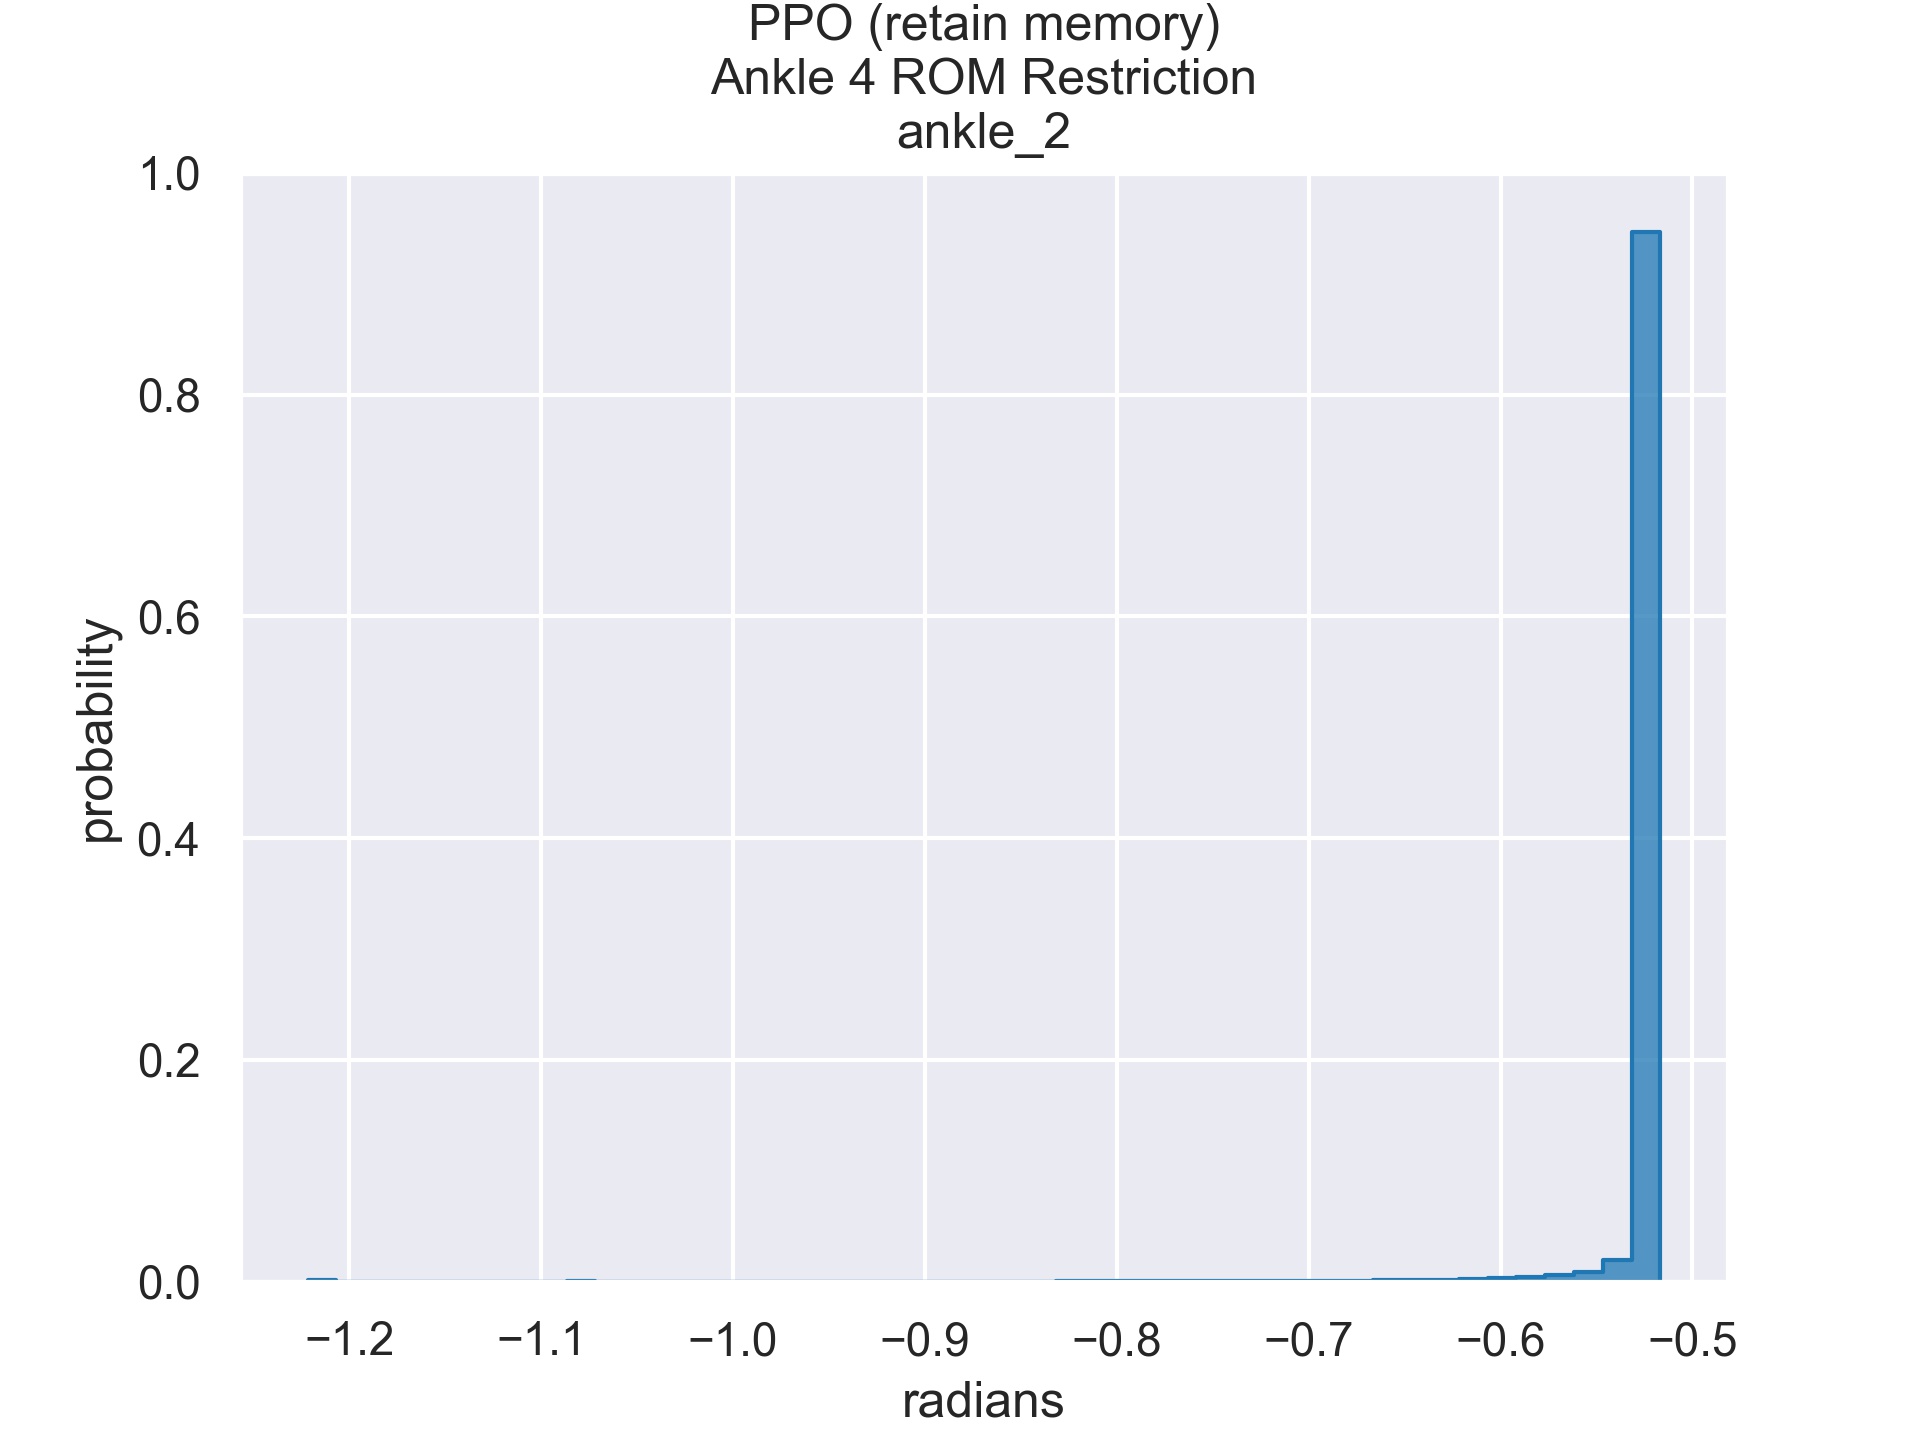 PPO (retain memory)
Ankle 4 ROM Restriction
ankle_2
1.0
0.8
0.6
0.4
0.2
0.0
probability
−1.2 −1.1 −1.0 −0.9 −0.8 −0.7 −0.6 −0.5
radians